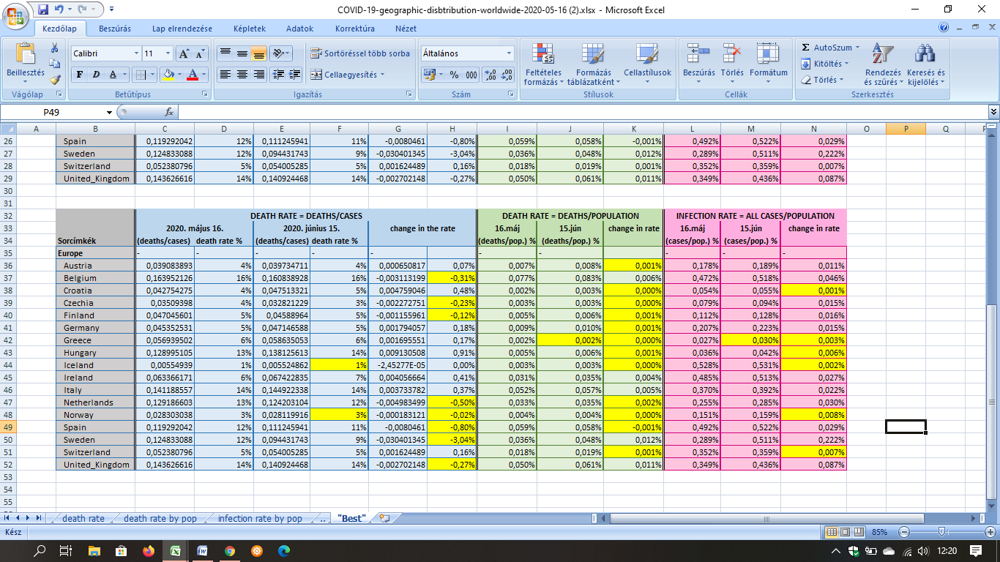 COVID-19-geographic-disbtribution-worldwide-2020-05-16 (2).xlsx - Microsoft Excel
Kezdőlap Beszúrás Lap elrendezése Képletek Adatok Korrektúra Nézet
Beillesztés Calibri 11 Sortöréssel több sorba Általános Feltételes formázás Formázás táblázatként Cellastílusok Beszúrás Törlés Formátum AutoSzum Rendezés és szűrés Keresés és kijelölés
F D A A Cellaegyesítés % 000 Kitöltés
Törlés
Vágólap Betűtípus Igazítás Szám Stílusok Cellák Szerkesztés
P49 fx
A B C D E F G H I J K L M N O P Q
26 Spain 0,119292042 12% 0,111245941 11% -0,0080461 -0,80% 0,059% 0,058% -0,001% 0,492% 0,522% 0,029%
27 Sweden 0,124833088 12% 0,094431743 9% -0,030401345 -3,04% 0,036% 0,048% 0,012% 0,289% 0,511% 0,222%
28 Switzerland 0,052380796 5% 0,054005285 5% 0,001624489 0,16% 0,018% 0,019% 0,001% 0,352% 0,359% 0,007%
29 United_Kingdom 0,143626616 14% 0,140924468 14% -0,002702148 -0,27% 0,050% 0,061% 0,011% 0,349% 0,436% 0,087%
30
31
32 DEATH RATE = DEATHS/CASES DEATH RATE = DEATHS/POPULATION INFECTION RATE = ALL CASES/POPULATION
33 2020. május 16. 2020. június 15. change in the rate 16.máj 15.jún change in rate 16.máj 15.jún change in rate
34 Sorcímkék (deaths/cases) death rate % (deaths/cases) death rate % (deaths/pop.) % (deaths/pop.) % (cases/pop.) % (cases/pop.) %
35 Europe - - - - - - - - - -
36 Austria 0,039083893 4% 0,039734711 4% 0,000650817 0,07% 0,007% 0,008% 0,001% 0,178% 0,189% 0,011%
37 Belgium 0,163952126 16% 0,160838928 16% -0,003113199 -0,31% 0,077% 0,083% 0,006% 0,472% 0,518% 0,046%
38 Croatia 0,042754275 4% 0,047513321 5% 0,004759046 0,48% 0,002% 0,003% 0,000% 0,054% 0,055% 0,001%
39 Czechia 0,03509398 4% 0,032821229 3% -0,002272751 -0,23% 0,003% 0,003% 0,000% 0,079% 0,094% 0,015%
40 Finland 0,047045601 5% 0,04588964 5% -0,001155961 -0,12% 0,005% 0,006% 0,001% 0,112% 0,128% 0,016%
41 Germany 0,045352531 5% 0,047146588 5% 0,001794057 0,18% 0,009% 0,010% 0,001% 0,207% 0,223% 0,015%
42 Greece 0,056939502 6% 0,058635053 6% 0,001695551 0,17% 0,002% 0,002% 0,000% 0,027% 0,030% 0,003%
43 Hungary 0,128995105 13% 0,138125613 14% 0,009130508 0,91% 0,005% 0,006% 0,001% 0,036% 0,042% 0,006%
44 Iceland 0,00554939 1% 0,005524862 1% -2,45277E-05 0,00% 0,003% 0,003% 0,000% 0,528% 0,531% 0,002%
45 Ireland 0,063366171 6% 0,067422835 7% 0,004056664 0,41% 0,031% 0,035% 0,004% 0,485% 0,513% 0,027%
46 Italy 0,141188557 14% 0,144922338 14% 0,003733782 0,37% 0,052% 0,057% 0,005% 0,370% 0,392% 0,022%
47 Netherlands 0,129186603 13% 0,124203104 12% -0,004983499 -0,50% 0,033% 0,035% 0,002% 0,255% 0,285% 0,030%
48 Norway 0,028303038 3% 0,028119916 3% -0,000183121 -0,02% 0,004% 0,004% 0,000% 0,151% 0,159% 0,008%
49 Spain 0,119292042 12% 0,111245941 11% -0,0080461 -0,80% 0,059% 0,058% -0,001% 0,492% 0,522% 0,029%
50 Sweden 0,124833088 12% 0,094431743 9% -0,030401345 -3,04% 0,036% 0,048% 0,012% 0,289% 0,511% 0,222%
51 Switzerland 0,052380796 5% 0,054005285 5% 0,001624489 0,16% 0,018% 0,019% 0,001% 0,352% 0,359% 0,007%
52 United_Kingdom 0,143626616 14% 0,140924468 14% -0,002702148 -0,27% 0,050% 0,061% 0,011% 0,349% 0,436% 0,087%
53
54
55
death rate death rate by pop infection rate by pop .. "Best"
Kész 85%
12:20